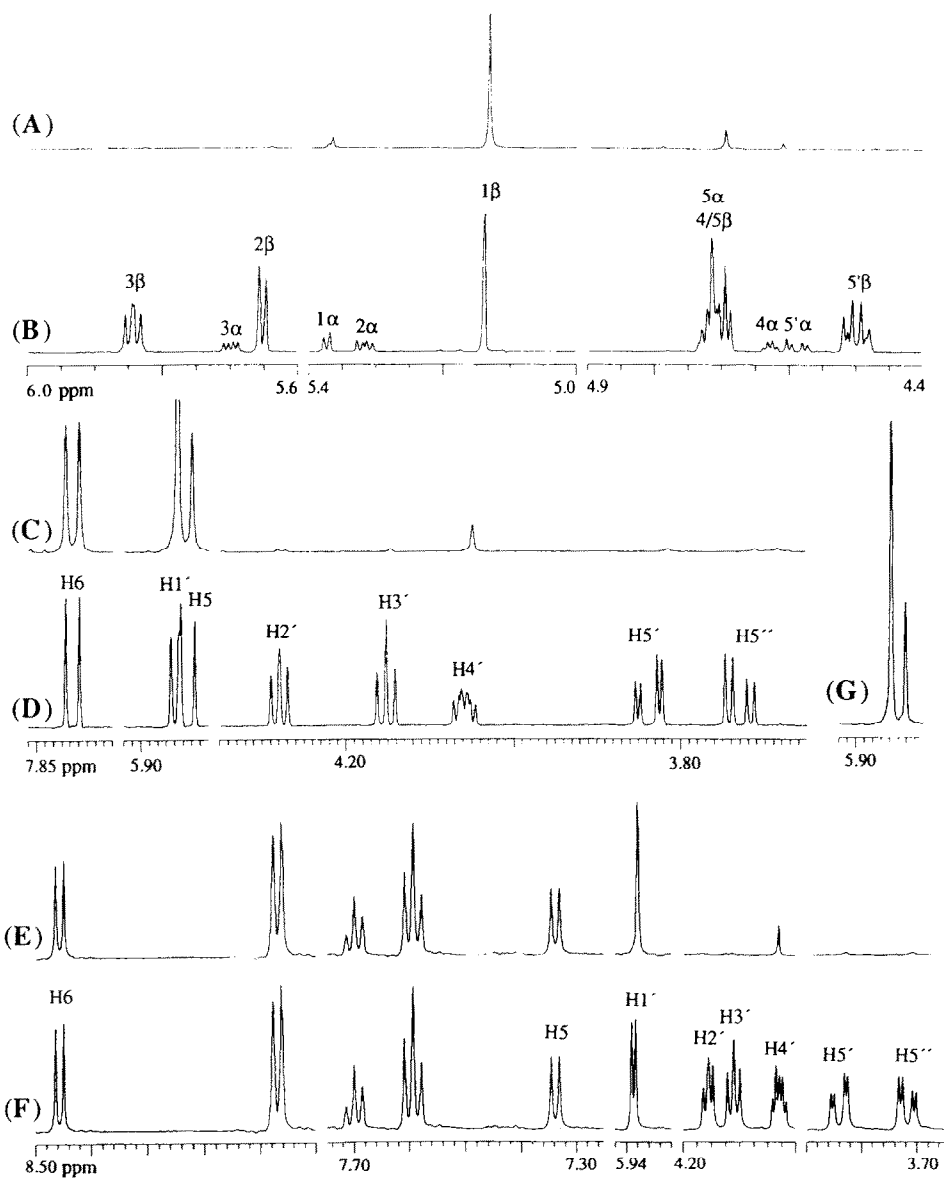 (A)
3β
3α
2β
1α
2α
1β
5α
4/5β
4α
5'α
5'β
(B)
6.0 ppm
5.6
5.4
5.0
4.9
4.4
(C)
H6
H1´
H5
H2´
H3´
H4´
H5´
H5´´
(D)
(G)
7.85 ppm
5.90
4.20
3.80
5.90
(E)
H6
H5
H1´
H2´
H3´
H4´
H5´
H5´´
(F)
8.50 ppm
7.70
7.30
5.94
4.20
3.70